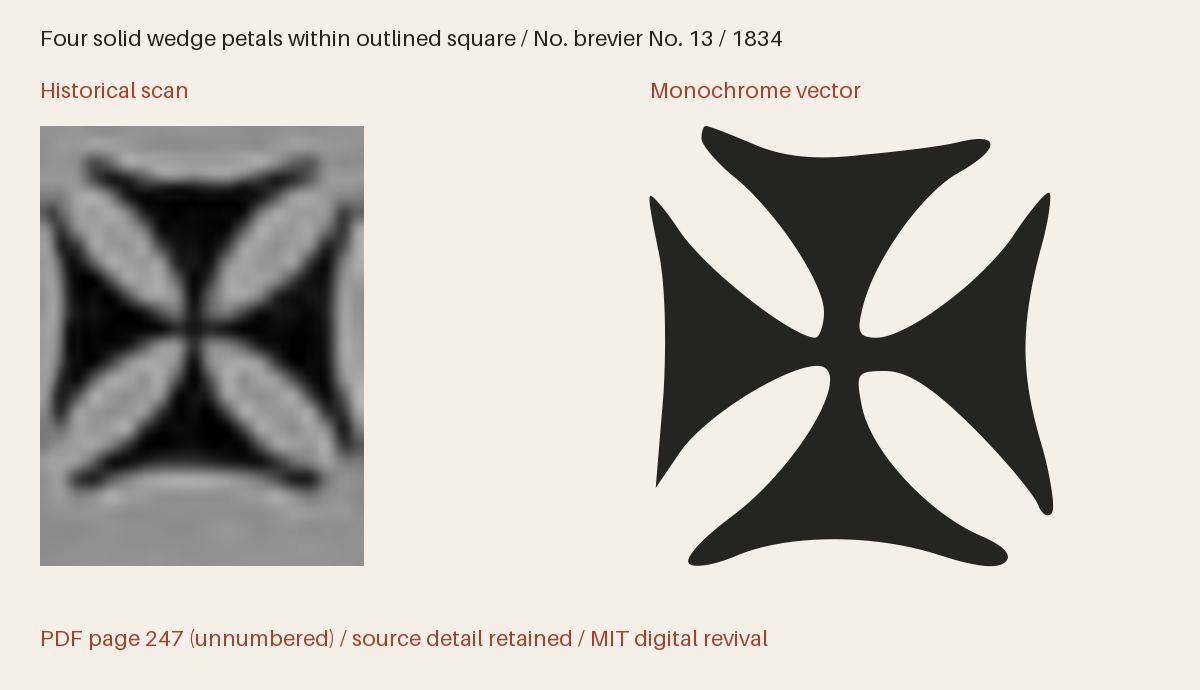 Four solid wedge petals within outlined square / No. brevier No. 13 / 1834
Historical scan
Monochrome vector
PDF page 247 (unnumbered) / source detail retained / MIT digital revival